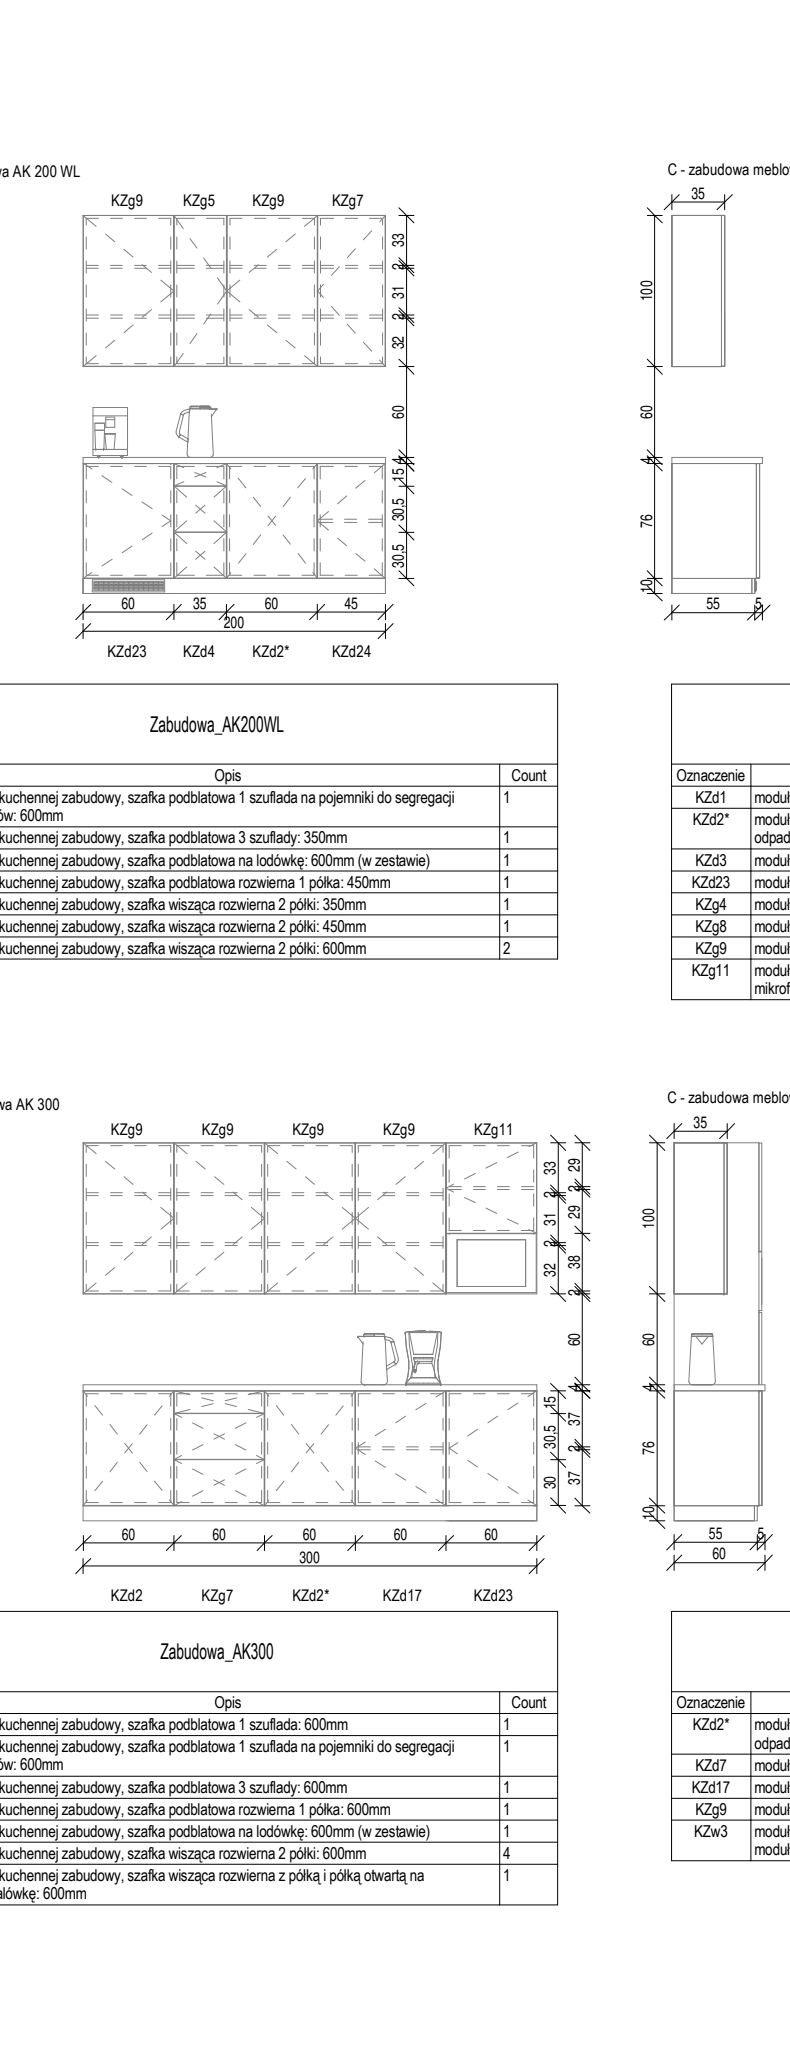 wa AK 200 WL
C - zabudowa meblow
KZg9 KZg5 KZg9 KZg7
35
33
2
31
2
32
60
4
15
30,5
30,5
100
60
4
76
10
60 35 60 45
200
55 5
KZd23 KZd4 KZd2* KZd24
Zabudowa_AK200WL
Opis Count
kuchennej zabudowy, szafka podblatowa 1 szuflada na pojemniki do segregacji 1
ów: 600mm
kuchennej zabudowy, szafka podblatowa 3 szuflady: 350mm 1
kuchennej zabudowy, szafka podblatowa na lodówkę: 600mm (w zestawie) 1
kuchennej zabudowy, szafka podblatowa rozwierna 1 półka: 450mm 1
kuchennej zabudowy, szafka wisząca rozwierna 2 półki: 350mm 1
kuchennej zabudowy, szafka wisząca rozwierna 2 półki: 450mm 1
kuchennej zabudowy, szafka wisząca rozwierna 2 półki: 600mm 2
Oznaczenie
KZd1 moduł
KZd2* moduł
odpad
KZd3 moduł
KZd23 moduł
KZg4 moduł
KZg8 moduł
KZg9 moduł
KZg11 moduł
mikrof
wa AK 300
C - zabudowa meblow
KZg9 KZg9 KZg9 KZg9 KZg11
35
33
2
31
2
32
29
2
29
38
2
60
4
15
30,5
30
37
2
37
100
60
4
76
10
60 60 60 60 60
300
55 5
60
KZd2 KZg7 KZd2* KZd17 KZd23
Zabudowa_AK300
Opis Count
kuchennej zabudowy, szafka podblatowa 1 szuflada: 600mm 1
kuchennej zabudowy, szafka podblatowa 1 szuflada na pojemniki do segregacji 1
ów: 600mm
kuchennej zabudowy, szafka podblatowa 3 szuflady: 600mm 1
kuchennej zabudowy, szafka podblatowa rozwierna 1 półka: 600mm 1
kuchennej zabudowy, szafka podblatowa na lodówkę: 600mm (w zestawie) 1
kuchennej zabudowy, szafka wisząca rozwierna 2 półki: 600mm 4
kuchennej zabudowy, szafka wisząca rozwierna z półką i półką otwartą na 1
alówkę: 600mm
Oznaczenie
KZd2* moduł
odpad
KZd7 moduł
KZd17 moduł
KZg9 moduł
KZw3 moduł
moduł